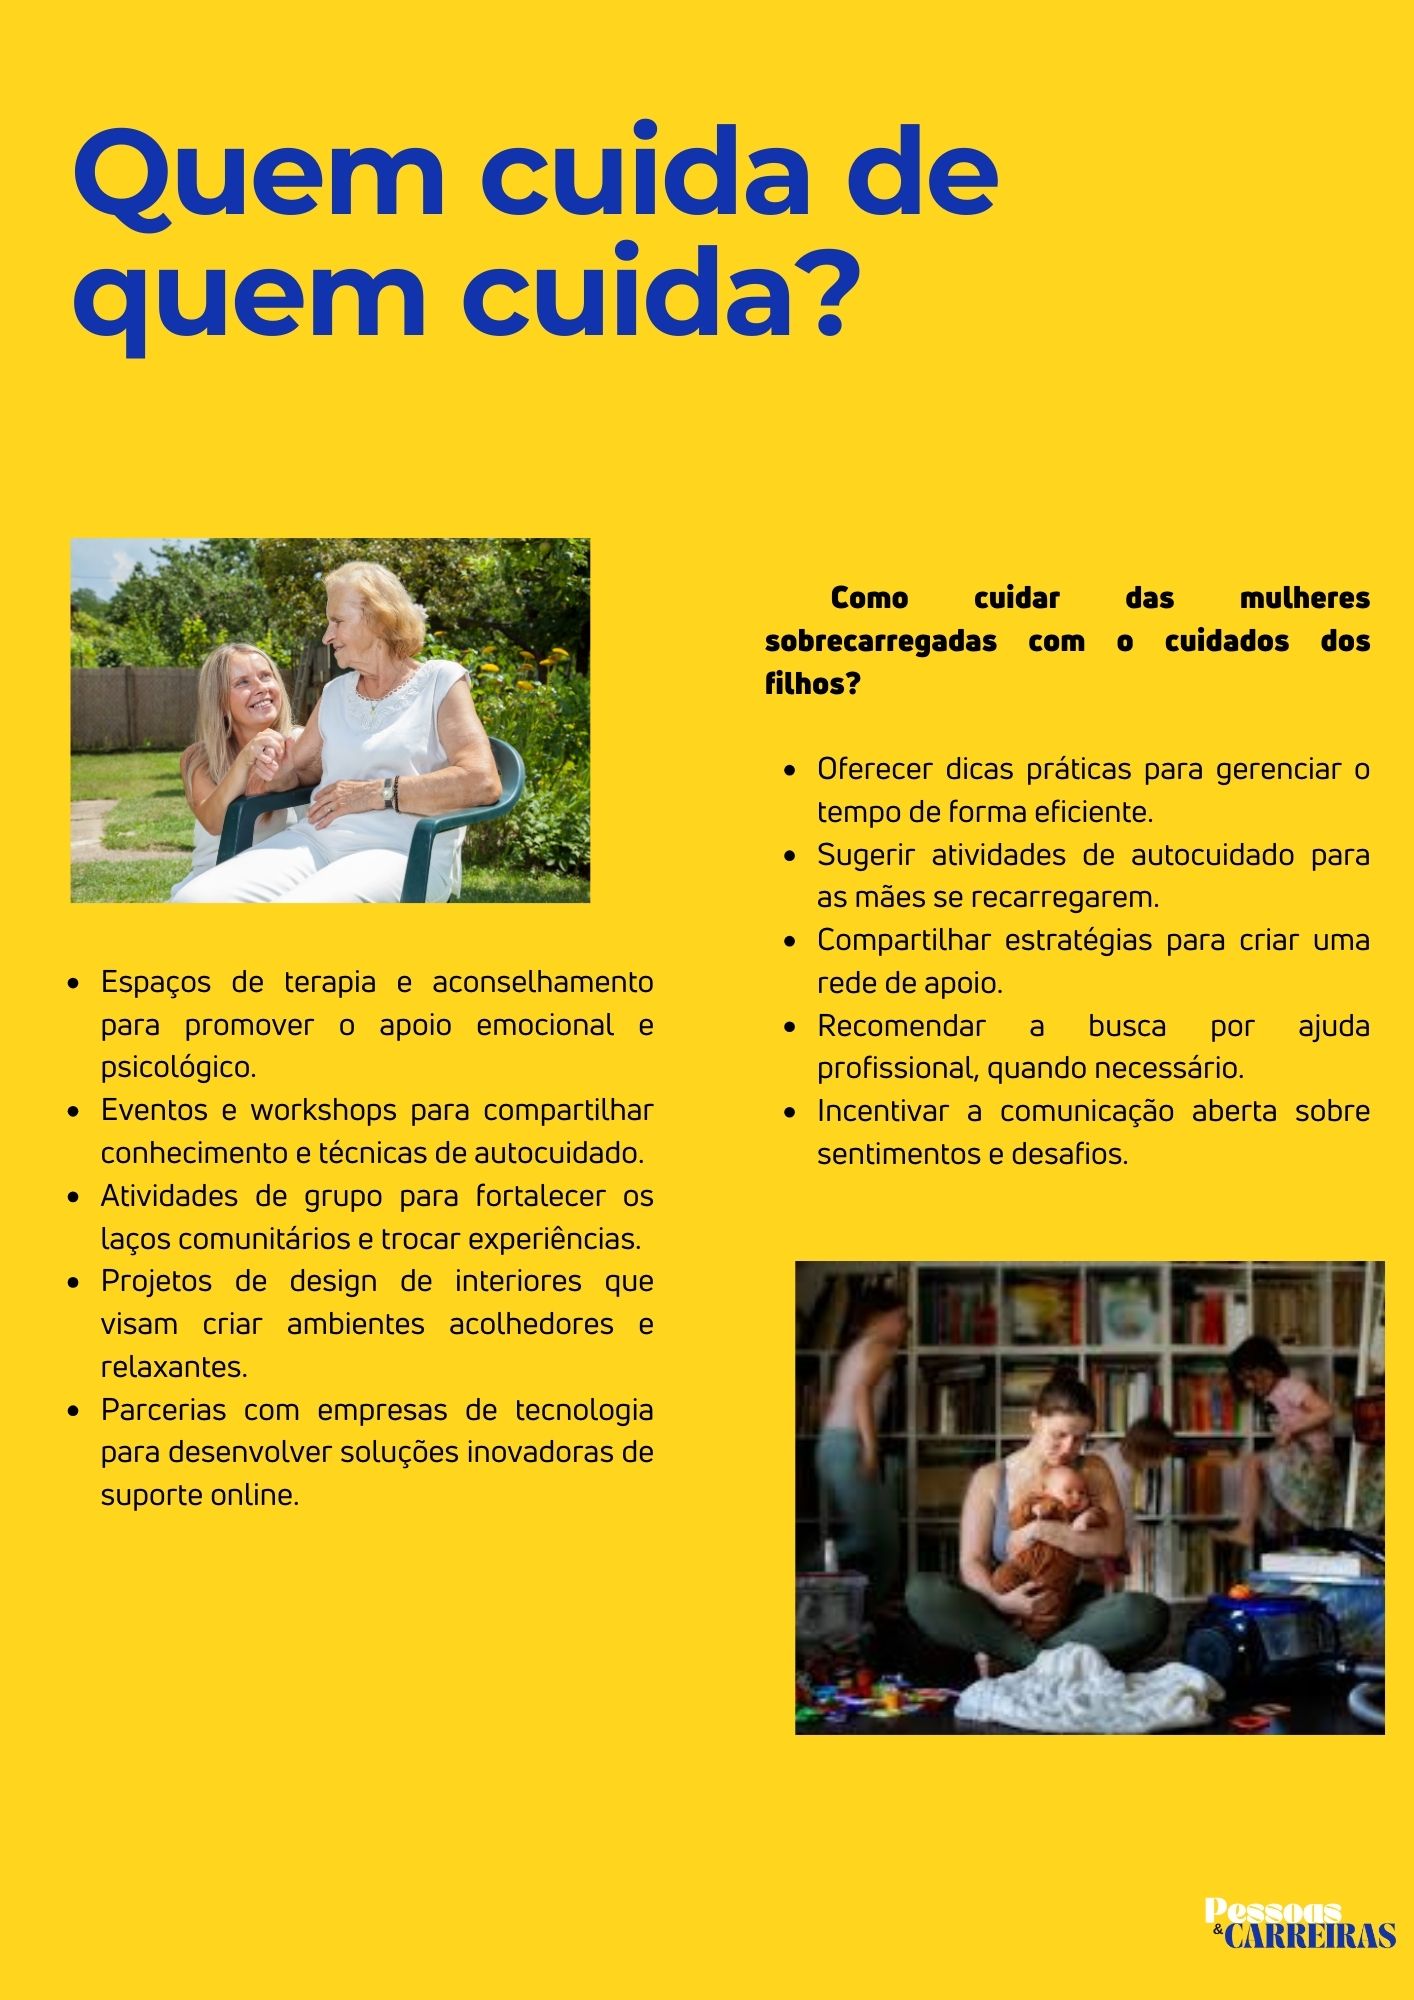 Quem cuida de
quem cuida?
Espaços de terapia e aconselhamento
para promover o apoio emocional e
psicológico.
Eventos e workshops para compartilhar
conhecimento e técnicas de autocuidado.
Atividades de grupo para fortalecer os
laços comunitários e trocar experiências.
Projetos de design de interiores que
visam criar ambientes acolhedores e
relaxantes.
Parcerias com empresas de tecnologia
para desenvolver soluções inovadoras de
suporte online.
Como cuidar das mulheres
sobrecarregadas com o cuidados dos
filhos?
Oferecer dicas práticas para gerenciar o
tempo de forma eficiente.
Sugerir atividades de autocuidado para
as mães se recarregarem.
Compartilhar estratégias para criar uma
rede de apoio.
Recomendar a busca por ajuda
profissional, quando necessário.
Incentivar a comunicação aberta sobre
sentimentos e desafios.
Pessoas
&CARREIRAS